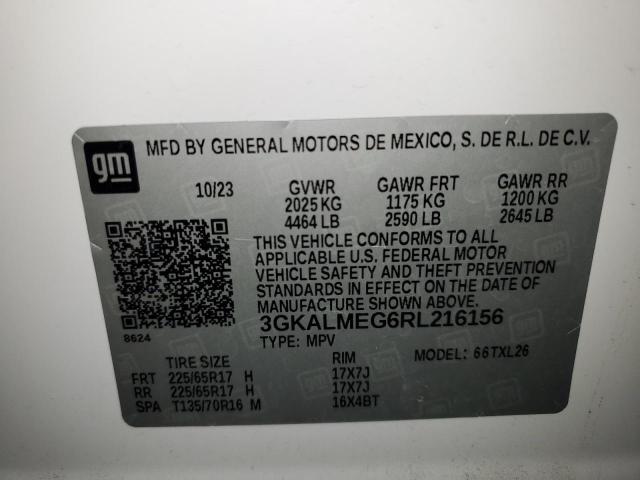 gm
MFD BY GENERAL MOTORS DE MEXICO, S. DE R.L. DE C.V.
10/23 GVWR GAWR FRT GAWR RR
2025 KG 1175 KG 1200 KG
4464 LB 2590 LB 2645 LB
THIS VEHICLE CONFORMS TO ALL
APPLICABLE U.S. FEDERAL MOTOR
VEHICLE SAFETY AND THEFT PREVENTION
STANDARDS IN EFFECT ON THE DATE OF
MANUFACTURE SHOWN ABOVE.
8624 3GKALMEG6RL216156
TYPE: MPV MODEL: 66TXL26
TIRE SIZE RIM
FRT 225/65R17 H 17X7J
RR 225/65R17 H 17X7J
SPA T135/70R16 M 16X4BT